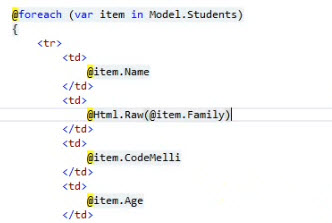 @foreach (var item in Model.Students)
{
<tr>
<td>
@item.Name
</td>
<td>
@Html.Raw(@item.Family)
</td>
<td>
@item.CodeMelli
</td>
<td>
@item.Age
</td>